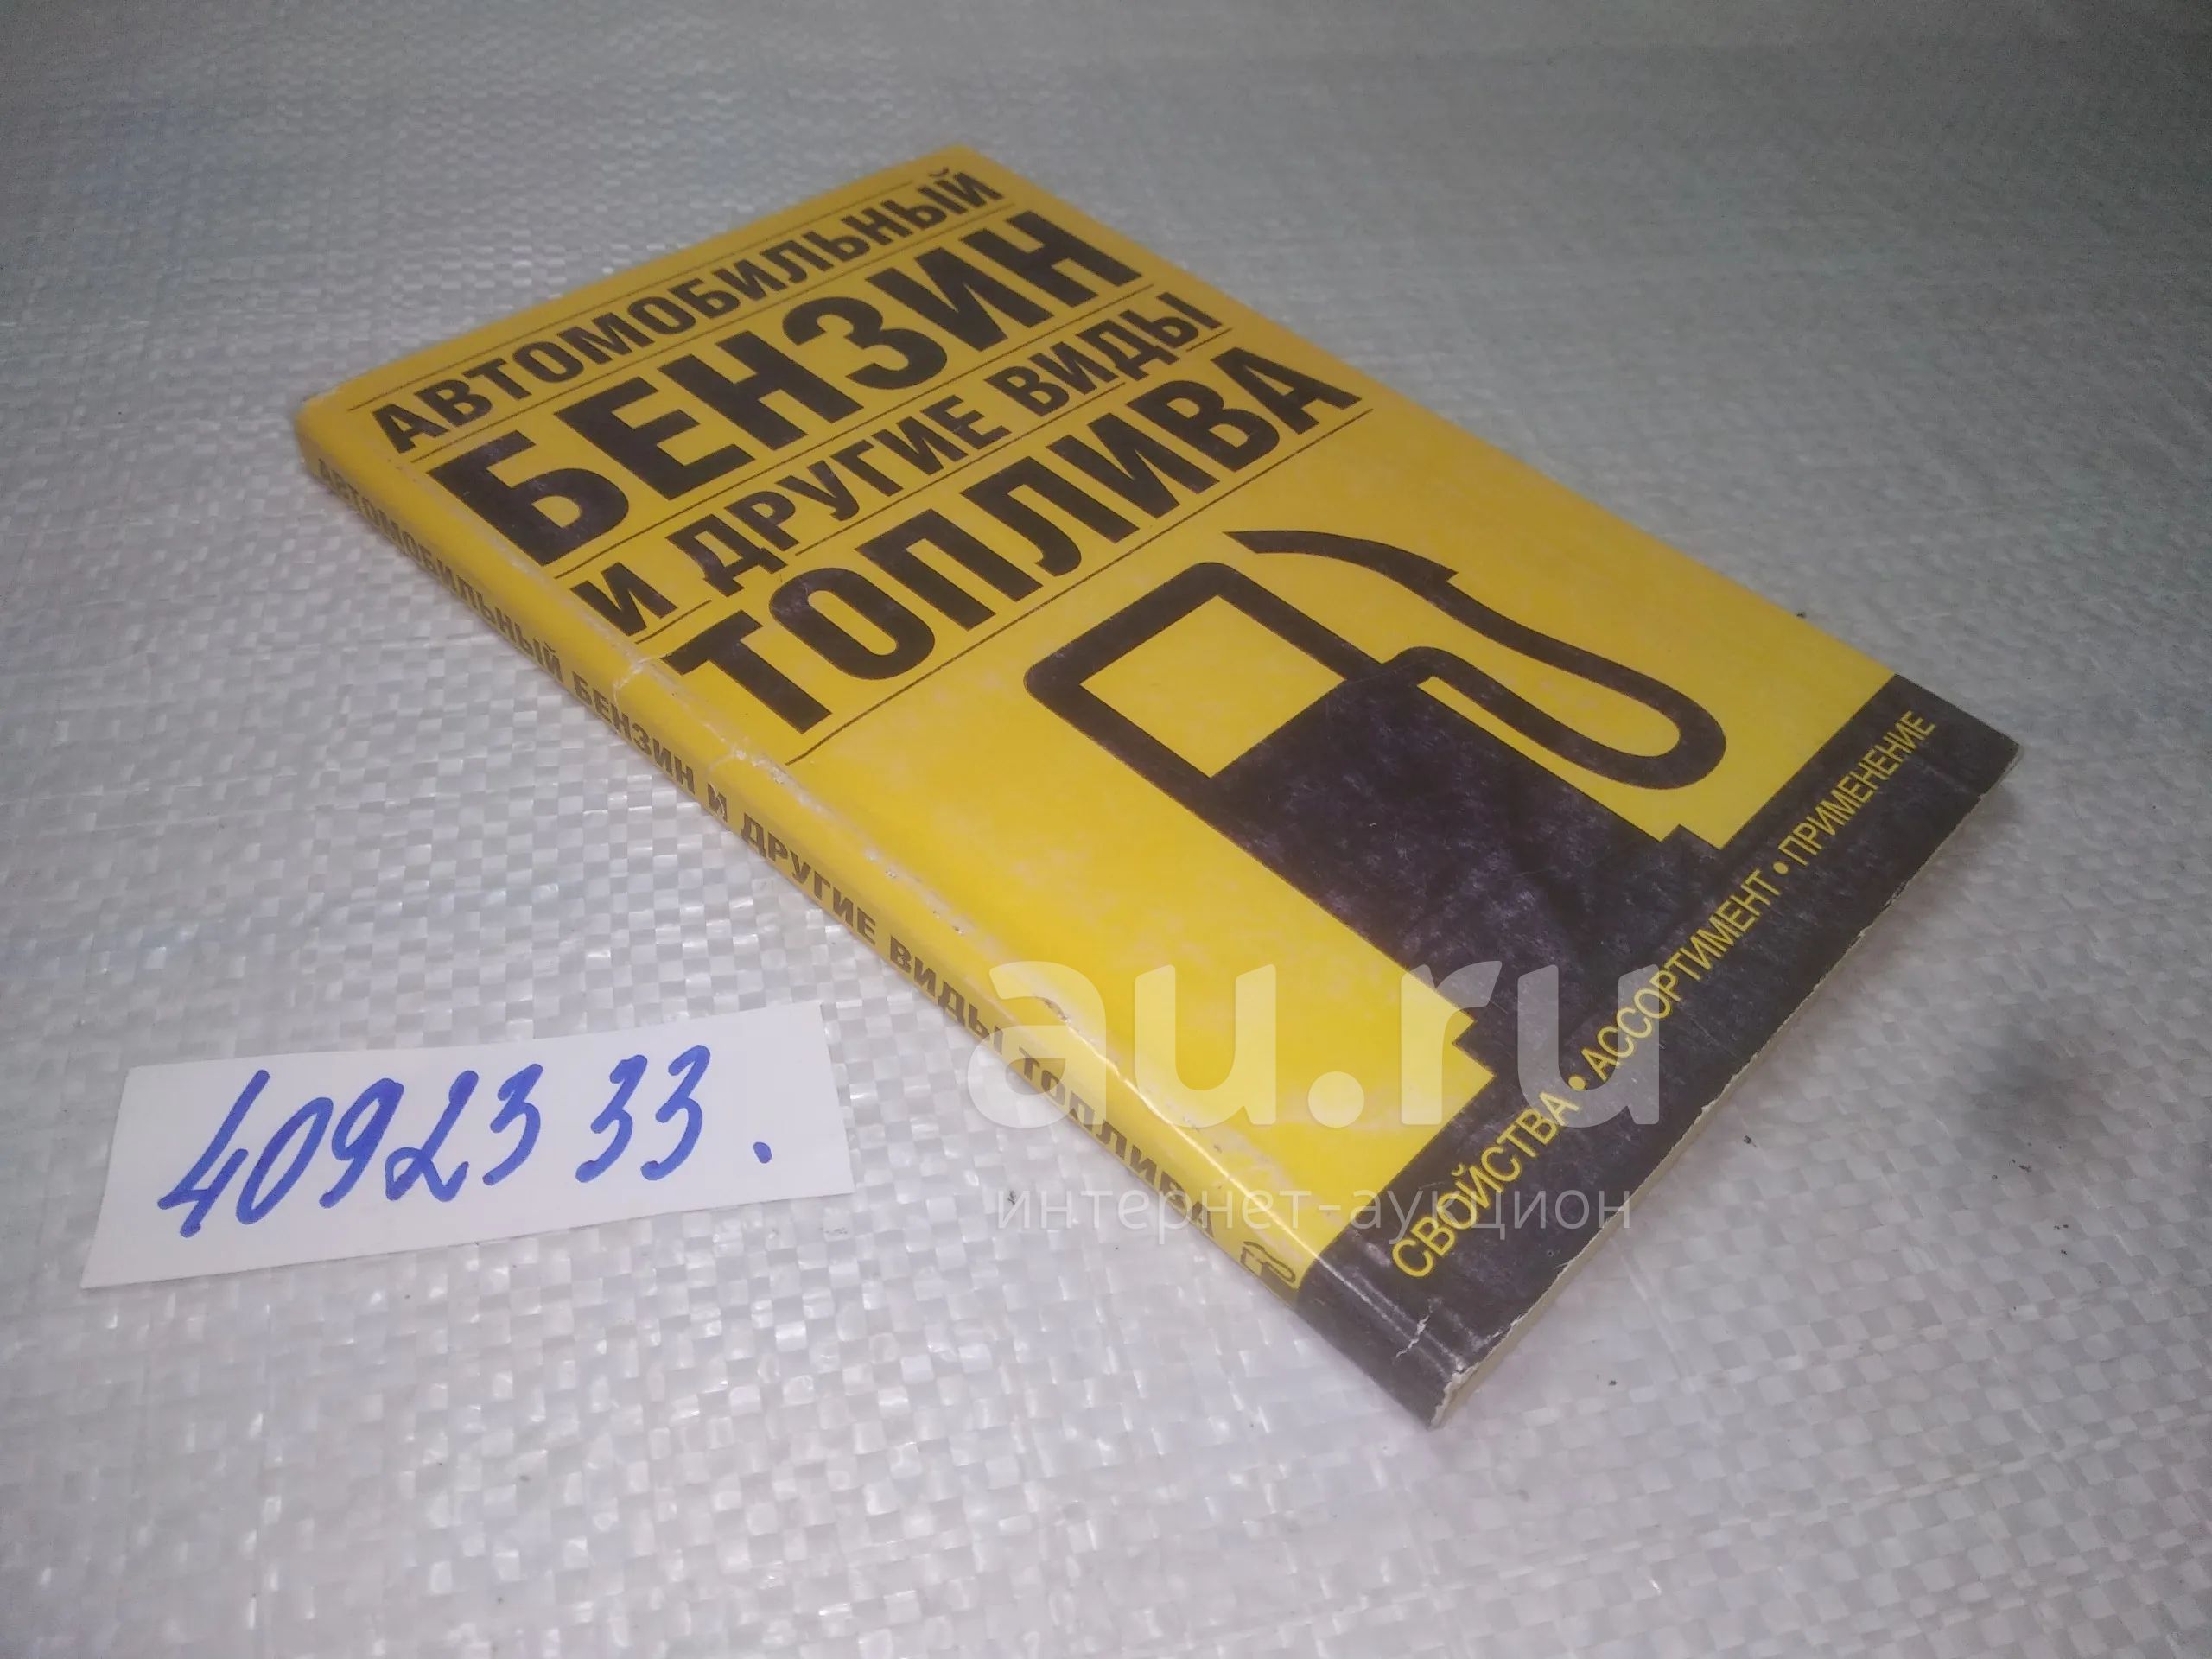 АВТОМОБИЛЬНЫЙ
БЕНЗИН
И ДРУГИЕ ВИДЫ
ТОПЛИВА
АВТОМОБИЛЬНЫЙ БЕНЗИН И ДРУГИЕ ВИДЫ ТОПЛИВА
СВОЙСТВА • АССОРТИМЕНТ • ПРИМЕНЕНИЕ
4092333.
au.ru
интернет-аукцион